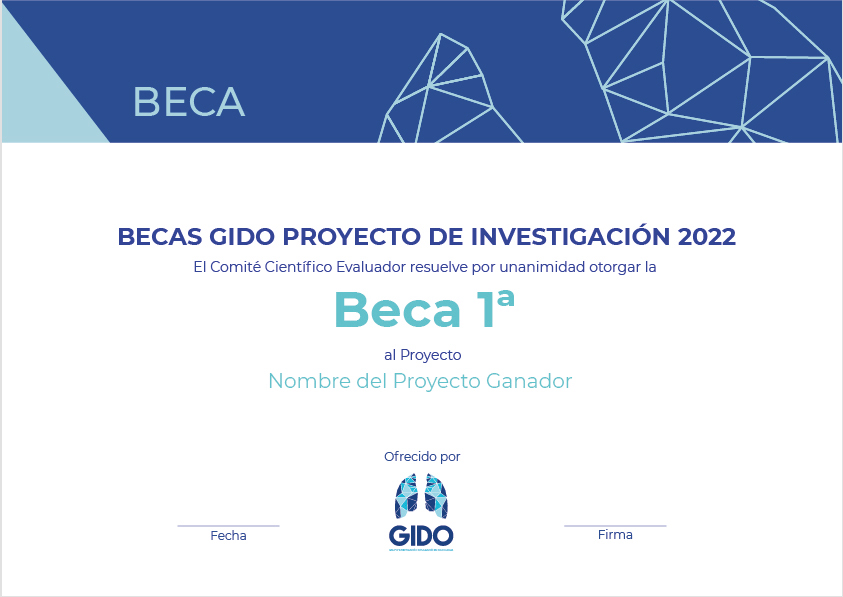 BECA
BECAS GIDO PROYECTO DE INVESTIGACIÓN 2022
El Comité Científico Evaluador resuelve por unanimidad otorgar la
Beca 1ª
al Proyecto
Nombre del Proyecto Ganador
Ofrecido por
GIDO
Fecha
Firma